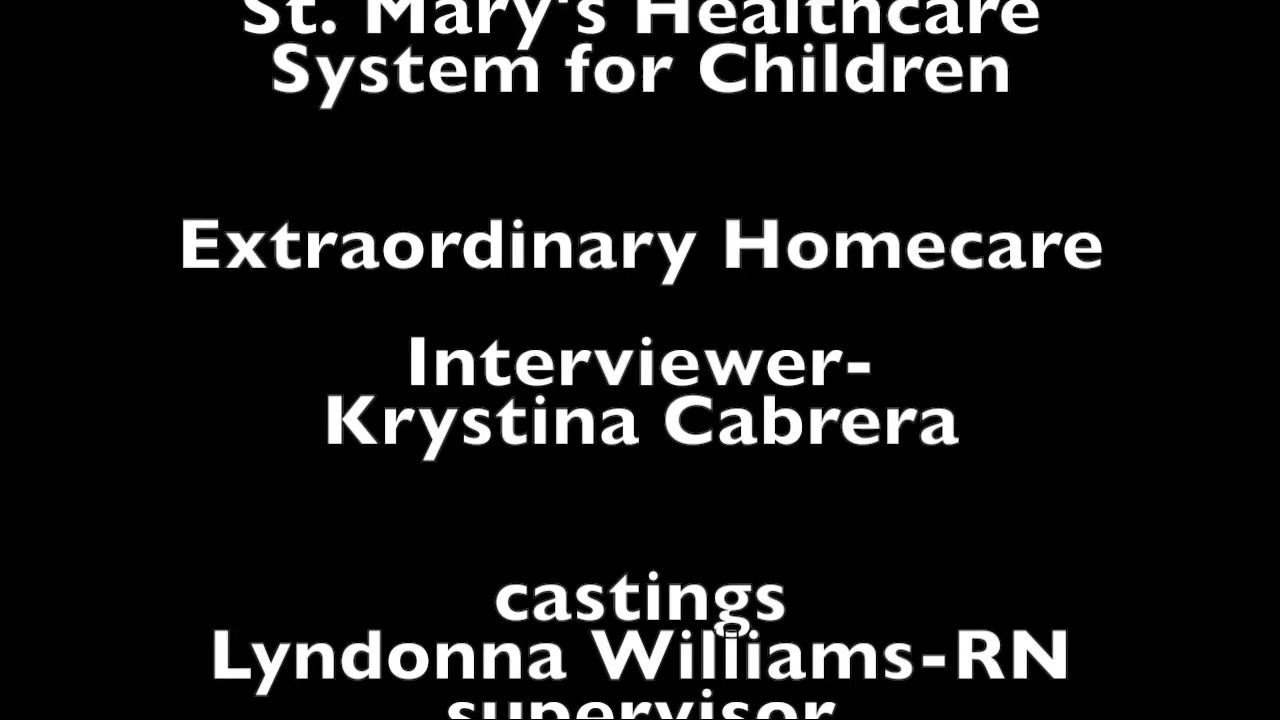 St. Mary's Healthcare
System for Children
Extraordinary Homecare
Interviewer-
Krystina Cabrera
castings
Lyndonna Williams-RN
supervisor